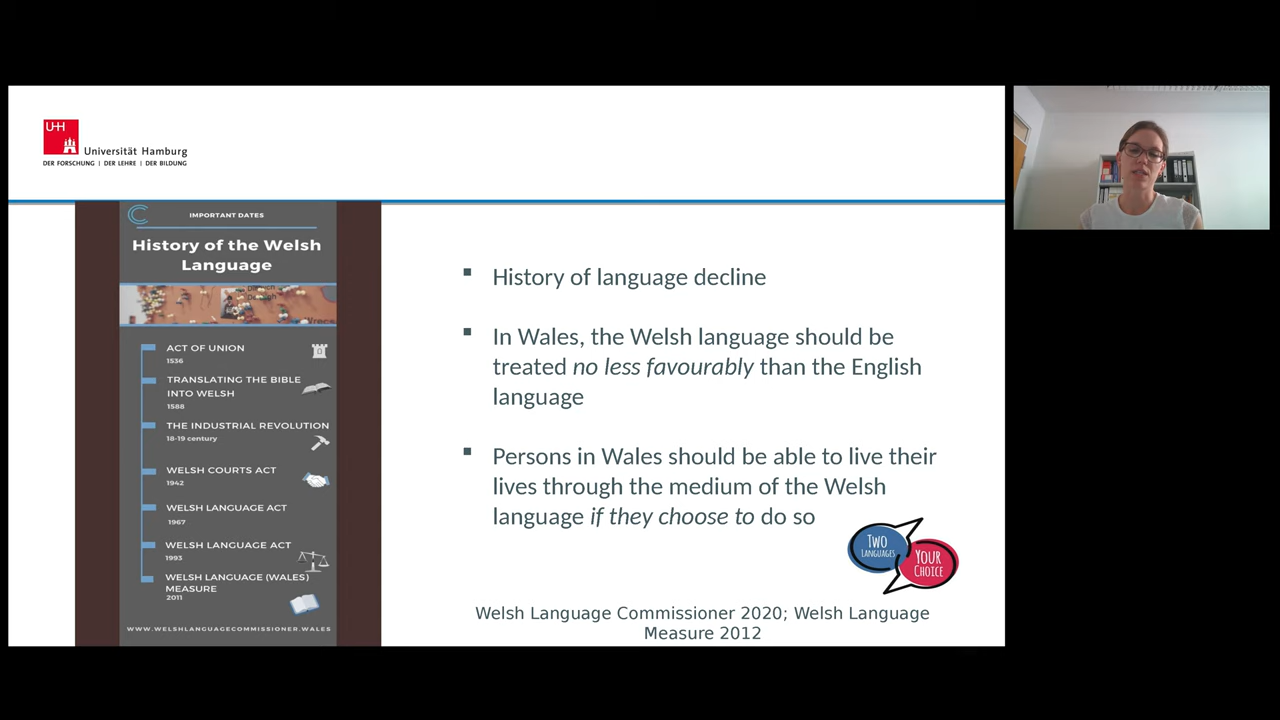 UHH
Universität Hamburg
DER FORSCHUNG | DER LEHRE | DER BILDUNG
IMPORTANT DATES
History of the Welsh
Language
ACT OF UNION
1536
TRANSLATING THE BIBLE
INTO WELSH
1588
THE INDUSTRIAL REVOLUTION
18-19 century
WELSH COURTS ACT
1942
WELSH LANGUAGE ACT
1967
WELSH LANGUAGE ACT
1993
WELSH LANGUAGE (WALES)
MEASURE
2011
WWW.WELSHLANGUAGECOMMISSIONER.WALES
▪ History of language decline
▪ In Wales, the Welsh language should be
treated no less favourably than the English
language
▪ Persons in Wales should be able to live their
lives through the medium of the Welsh
language if they choose to do so
TWO
LANGUAGES
YOUR
CHOICE
Welsh Language Commissioner 2020; Welsh Language
Measure 2012